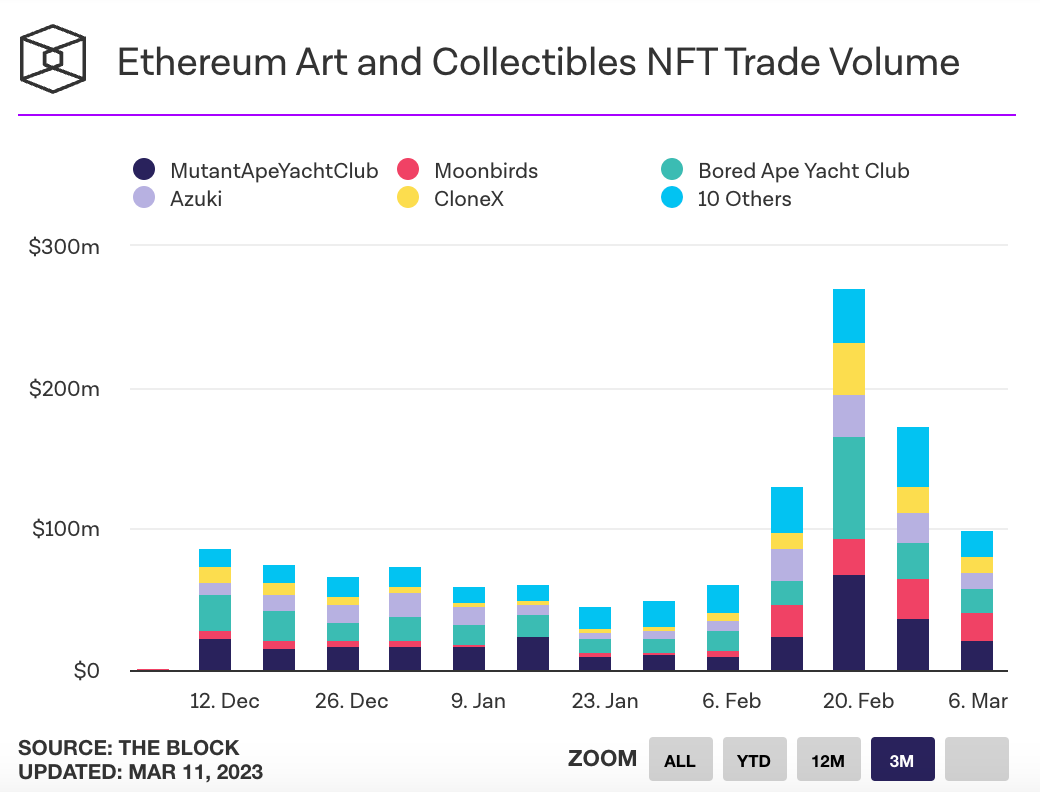 Ethereum Art and Collectibles NFT Trade Volume
MutantApeYachtClub Moonbirds Bored Ape Yacht Club
Azuki CloneX 10 Others
$300m
$200m
$100m
$0
12. Dec 26. Dec 9. Jan 23. Jan 6. Feb 20. Feb 6. Mar
SOURCE: THE BLOCK
UPDATED: MAR 11, 2023
ZOOM ALL YTD 12M 3M